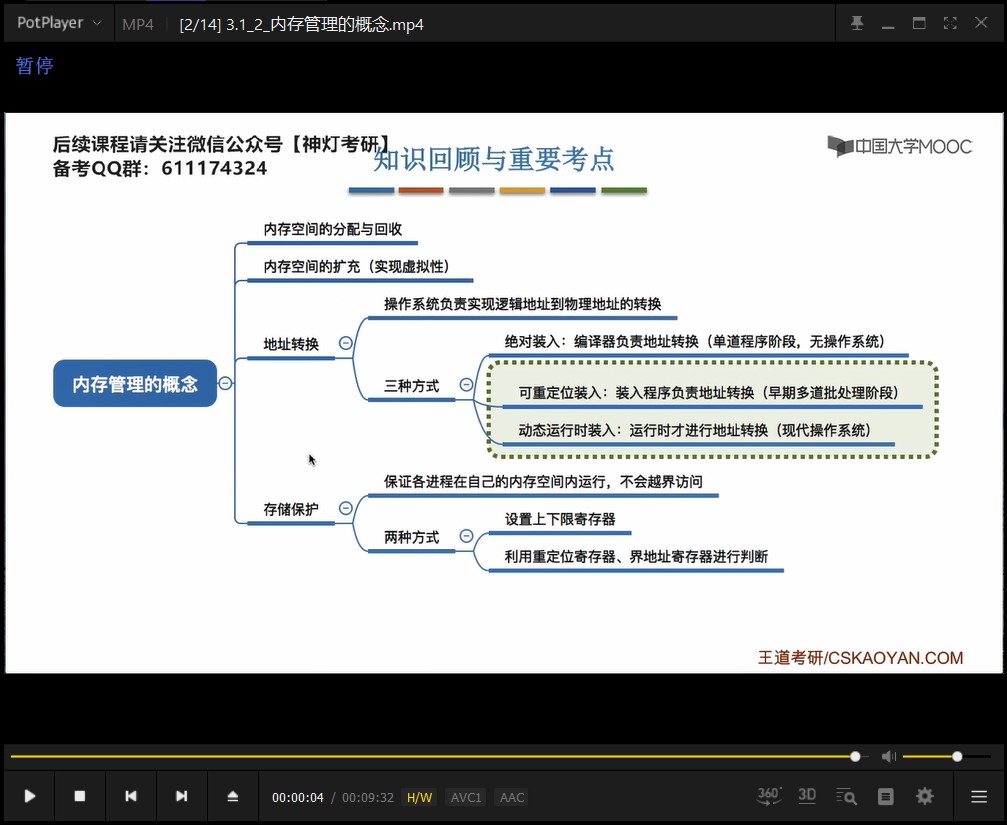 PotPlayer
MP4
[2/14] 3.1_2_内存管理的概念.mp4
暂停
后续课程请关注微信公众号【神灯考研】
备考QQ群：611174324
知识回顾与重要考点
中国大学MOOC
内存空间的分配与回收
内存空间的扩充（实现虚拟性）
操作系统负责实现逻辑地址到物理地址的转换
地址转换
绝对装入：编译器负责地址转换（单道程序阶段，无操作系统）
三种方式
内存管理的概念
可重定位装入：装入程序负责地址转换（早期多道批处理阶段）
动态运行时装入：运行时才进行地址转换（现代操作系统）
保证各进程在自己的内存空间内运行，不会越界访问
存储保护
设置上下限寄存器
两种方式
利用重定位寄存器、界地址寄存器进行判断
王道考研/CSKAOYAN.COM
00:00:04 / 00:09:32 H/W AVC1 AAC
360°
3D